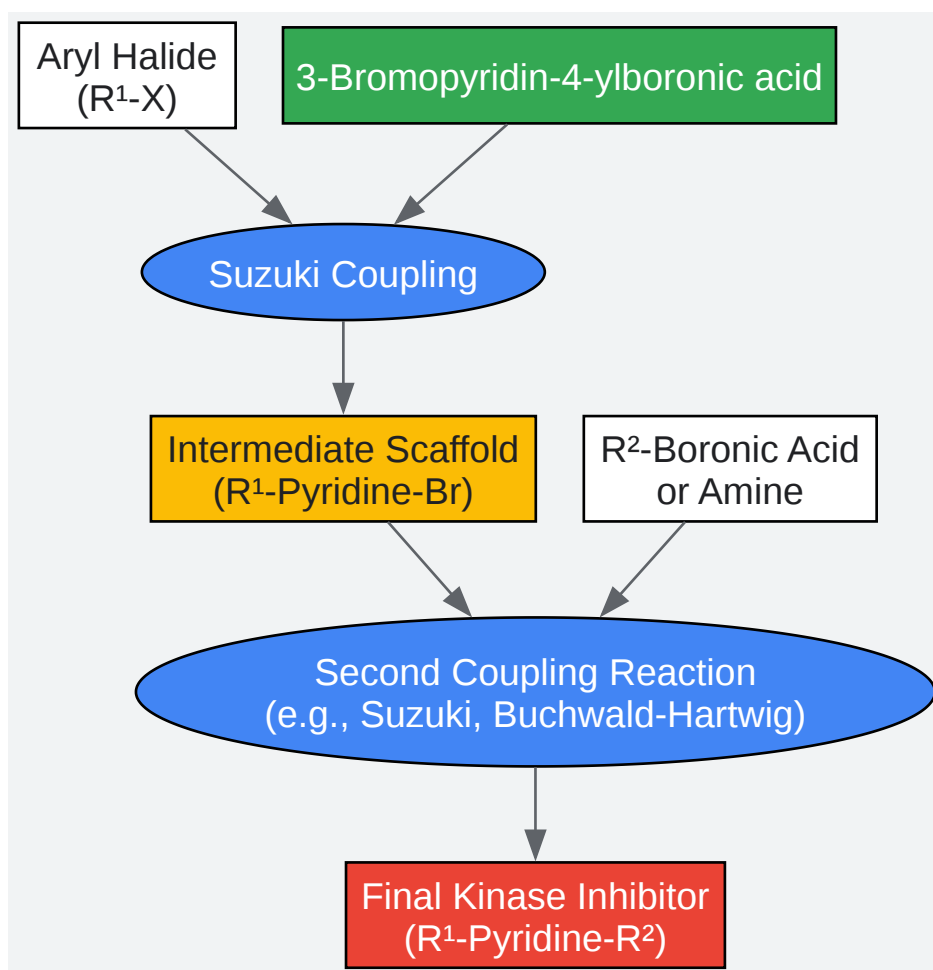 Aryl Halide
(R¹-X)
3-Bromopyridin-4-ylboronic acid
Suzuki Coupling
Intermediate Scaffold
(R¹-Pyridine-Br)
R²-Boronic Acid
or Amine
Second Coupling Reaction
(e.g., Suzuki, Buchwald-Hartwig)
Final Kinase Inhibitor
(R¹-Pyridine-R²)